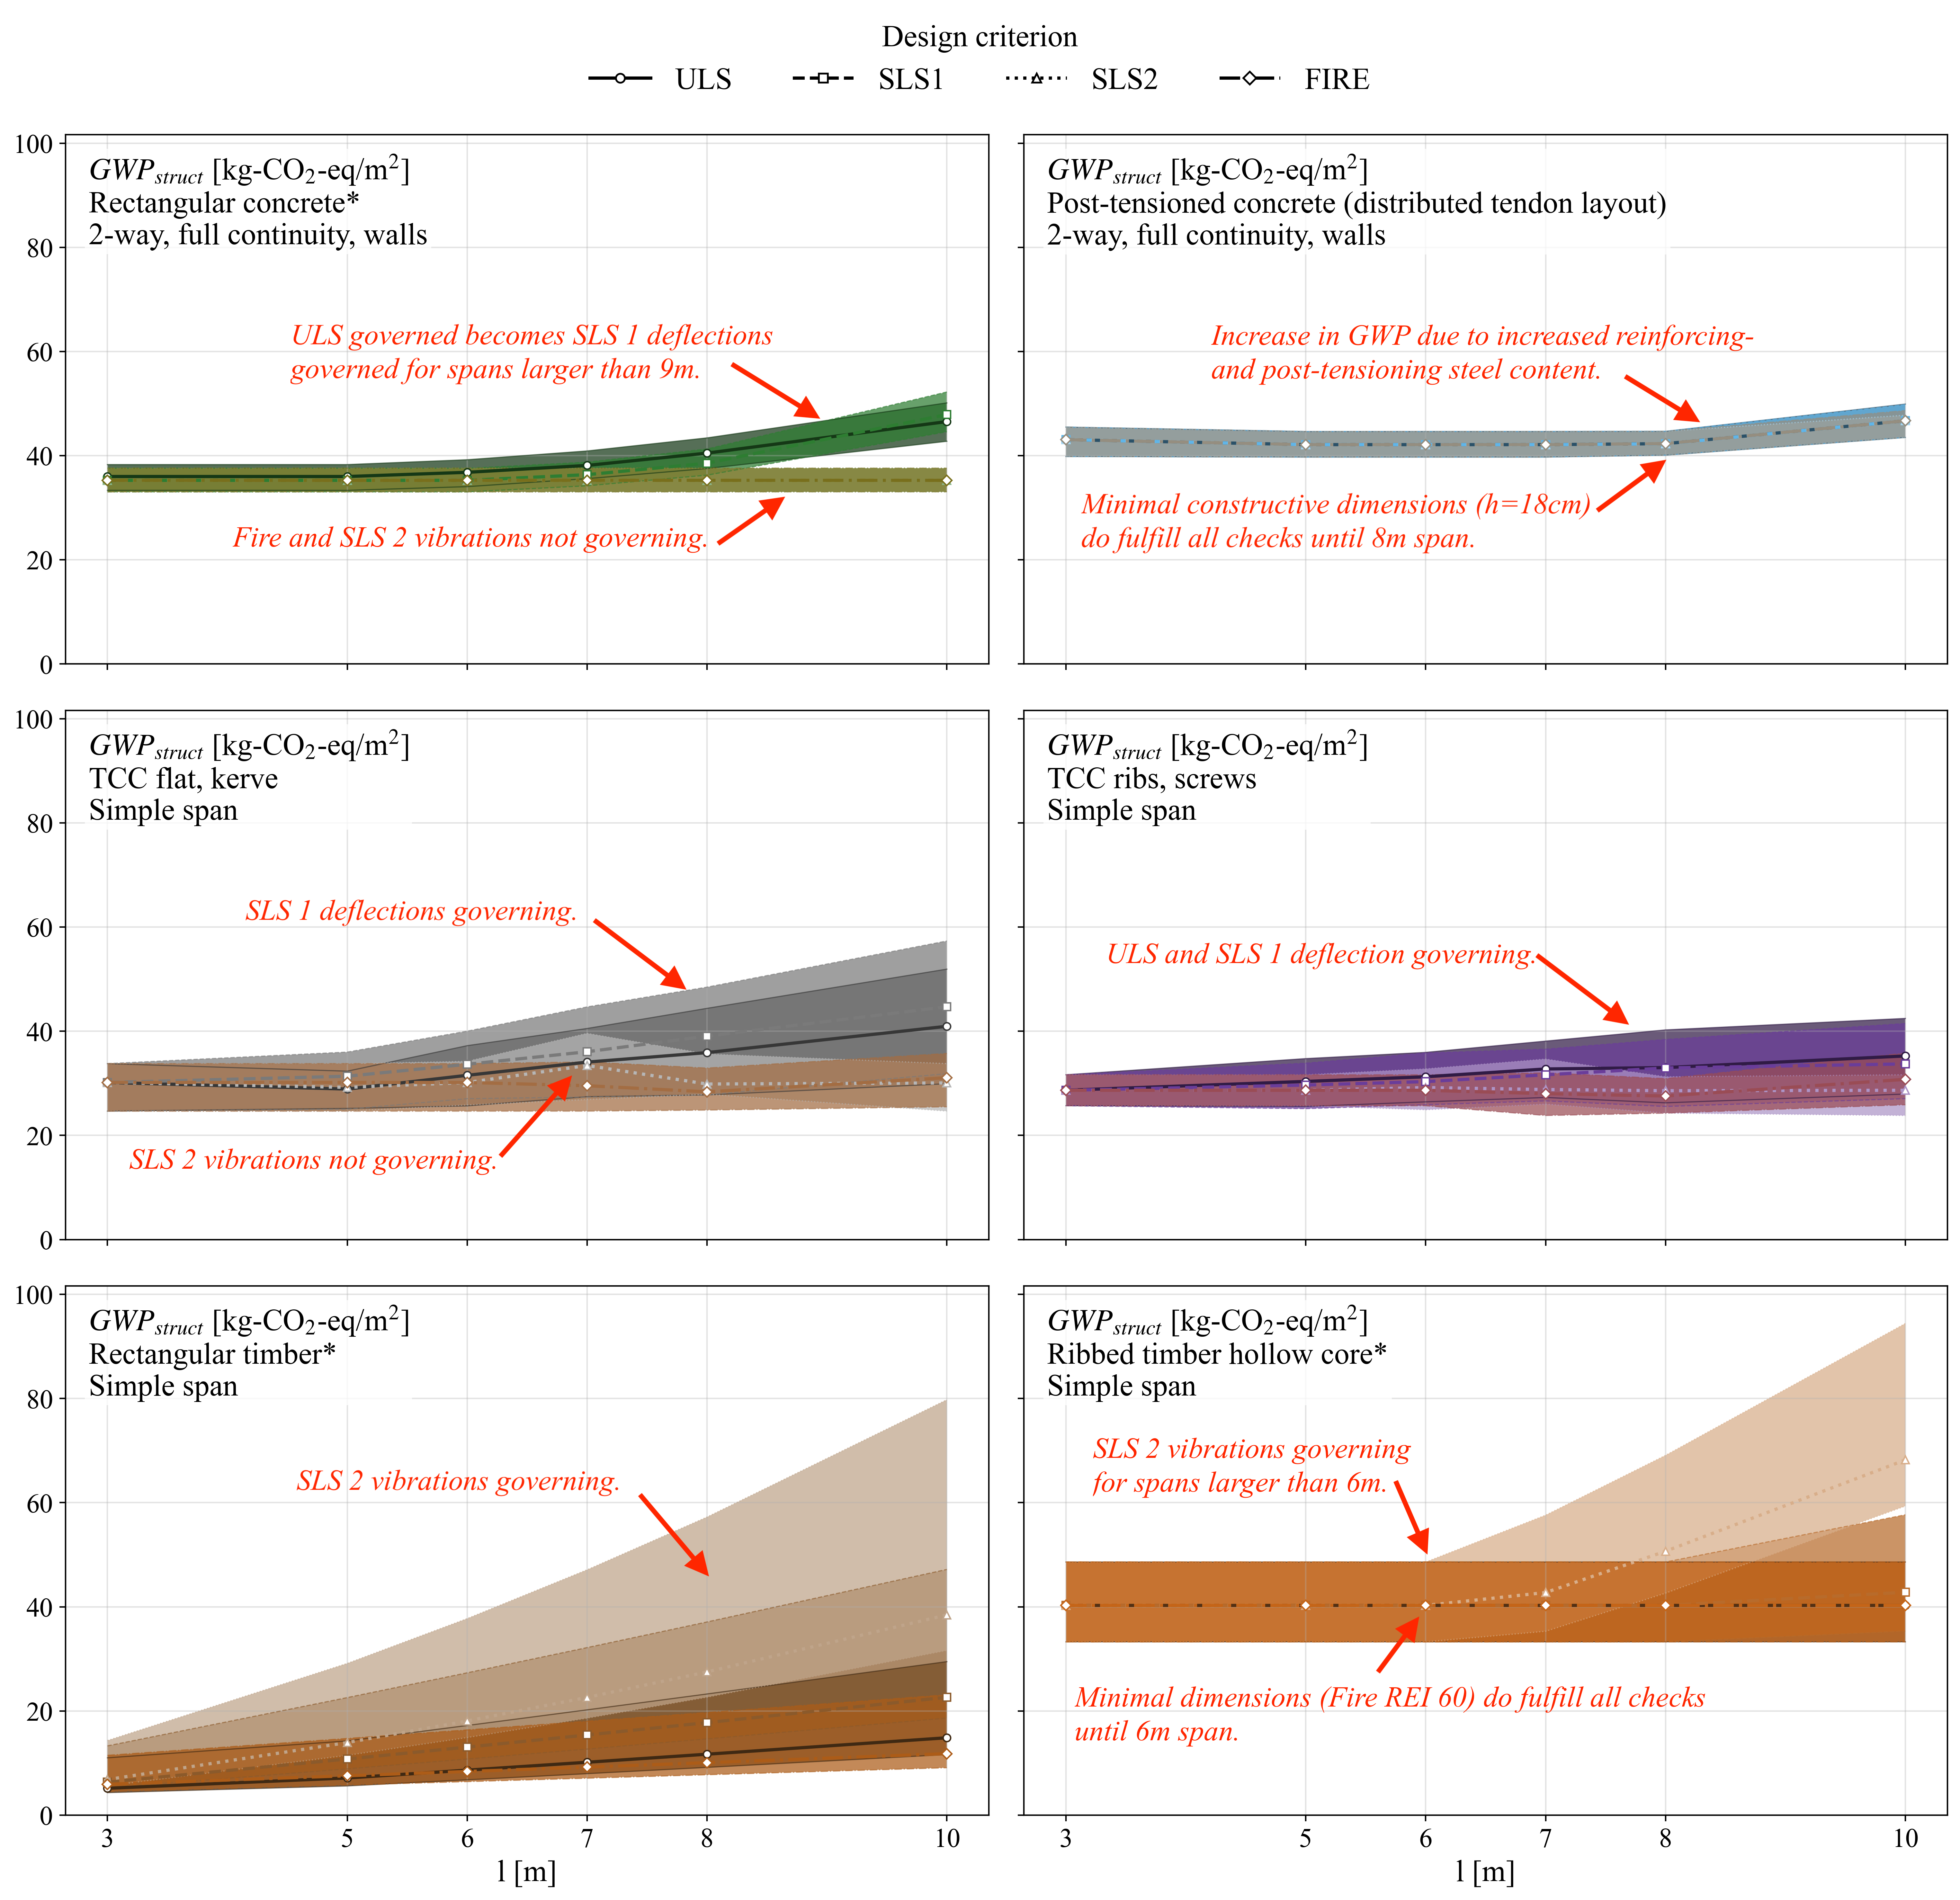 Design criterion
ULS SLS1 SLS2 FIRE
100
80
60
40
20
0
GWP_struct [kg-CO₂-eq/m²]
Rectangular concrete*
2-way, full continuity, walls
ULS governed becomes SLS 1 deflections
governed for spans larger than 9m.
Fire and SLS 2 vibrations not governing.
GWP_struct [kg-CO₂-eq/m²]
Post-tensioned concrete (distributed tendon layout)
2-way, full continuity, walls
Increase in GWP due to increased reinforcing-
and post-tensioning steel content.
Minimal constructive dimensions (h=18cm)
do fulfill all checks until 8m span.
100
80
60
40
20
0
GWP_struct [kg-CO₂-eq/m²]
TCC flat, kerve
Simple span
SLS 1 deflections governing.
SLS 2 vibrations not governing.
GWP_struct [kg-CO₂-eq/m²]
TCC ribs, screws
Simple span
ULS and SLS 1 deflection governing.
100
80
60
40
20
0
GWP_struct [kg-CO₂-eq/m²]
Rectangular timber*
Simple span
SLS 2 vibrations governing.
3 5 6 7 8 10
l [m]
GWP_struct [kg-CO₂-eq/m²]
Ribbed timber hollow core*
Simple span
SLS 2 vibrations governing
for spans larger than 6m.
Minimal dimensions (Fire REI 60) do fulfill all checks
until 6m span.
3 5 6 7 8 10
l [m]